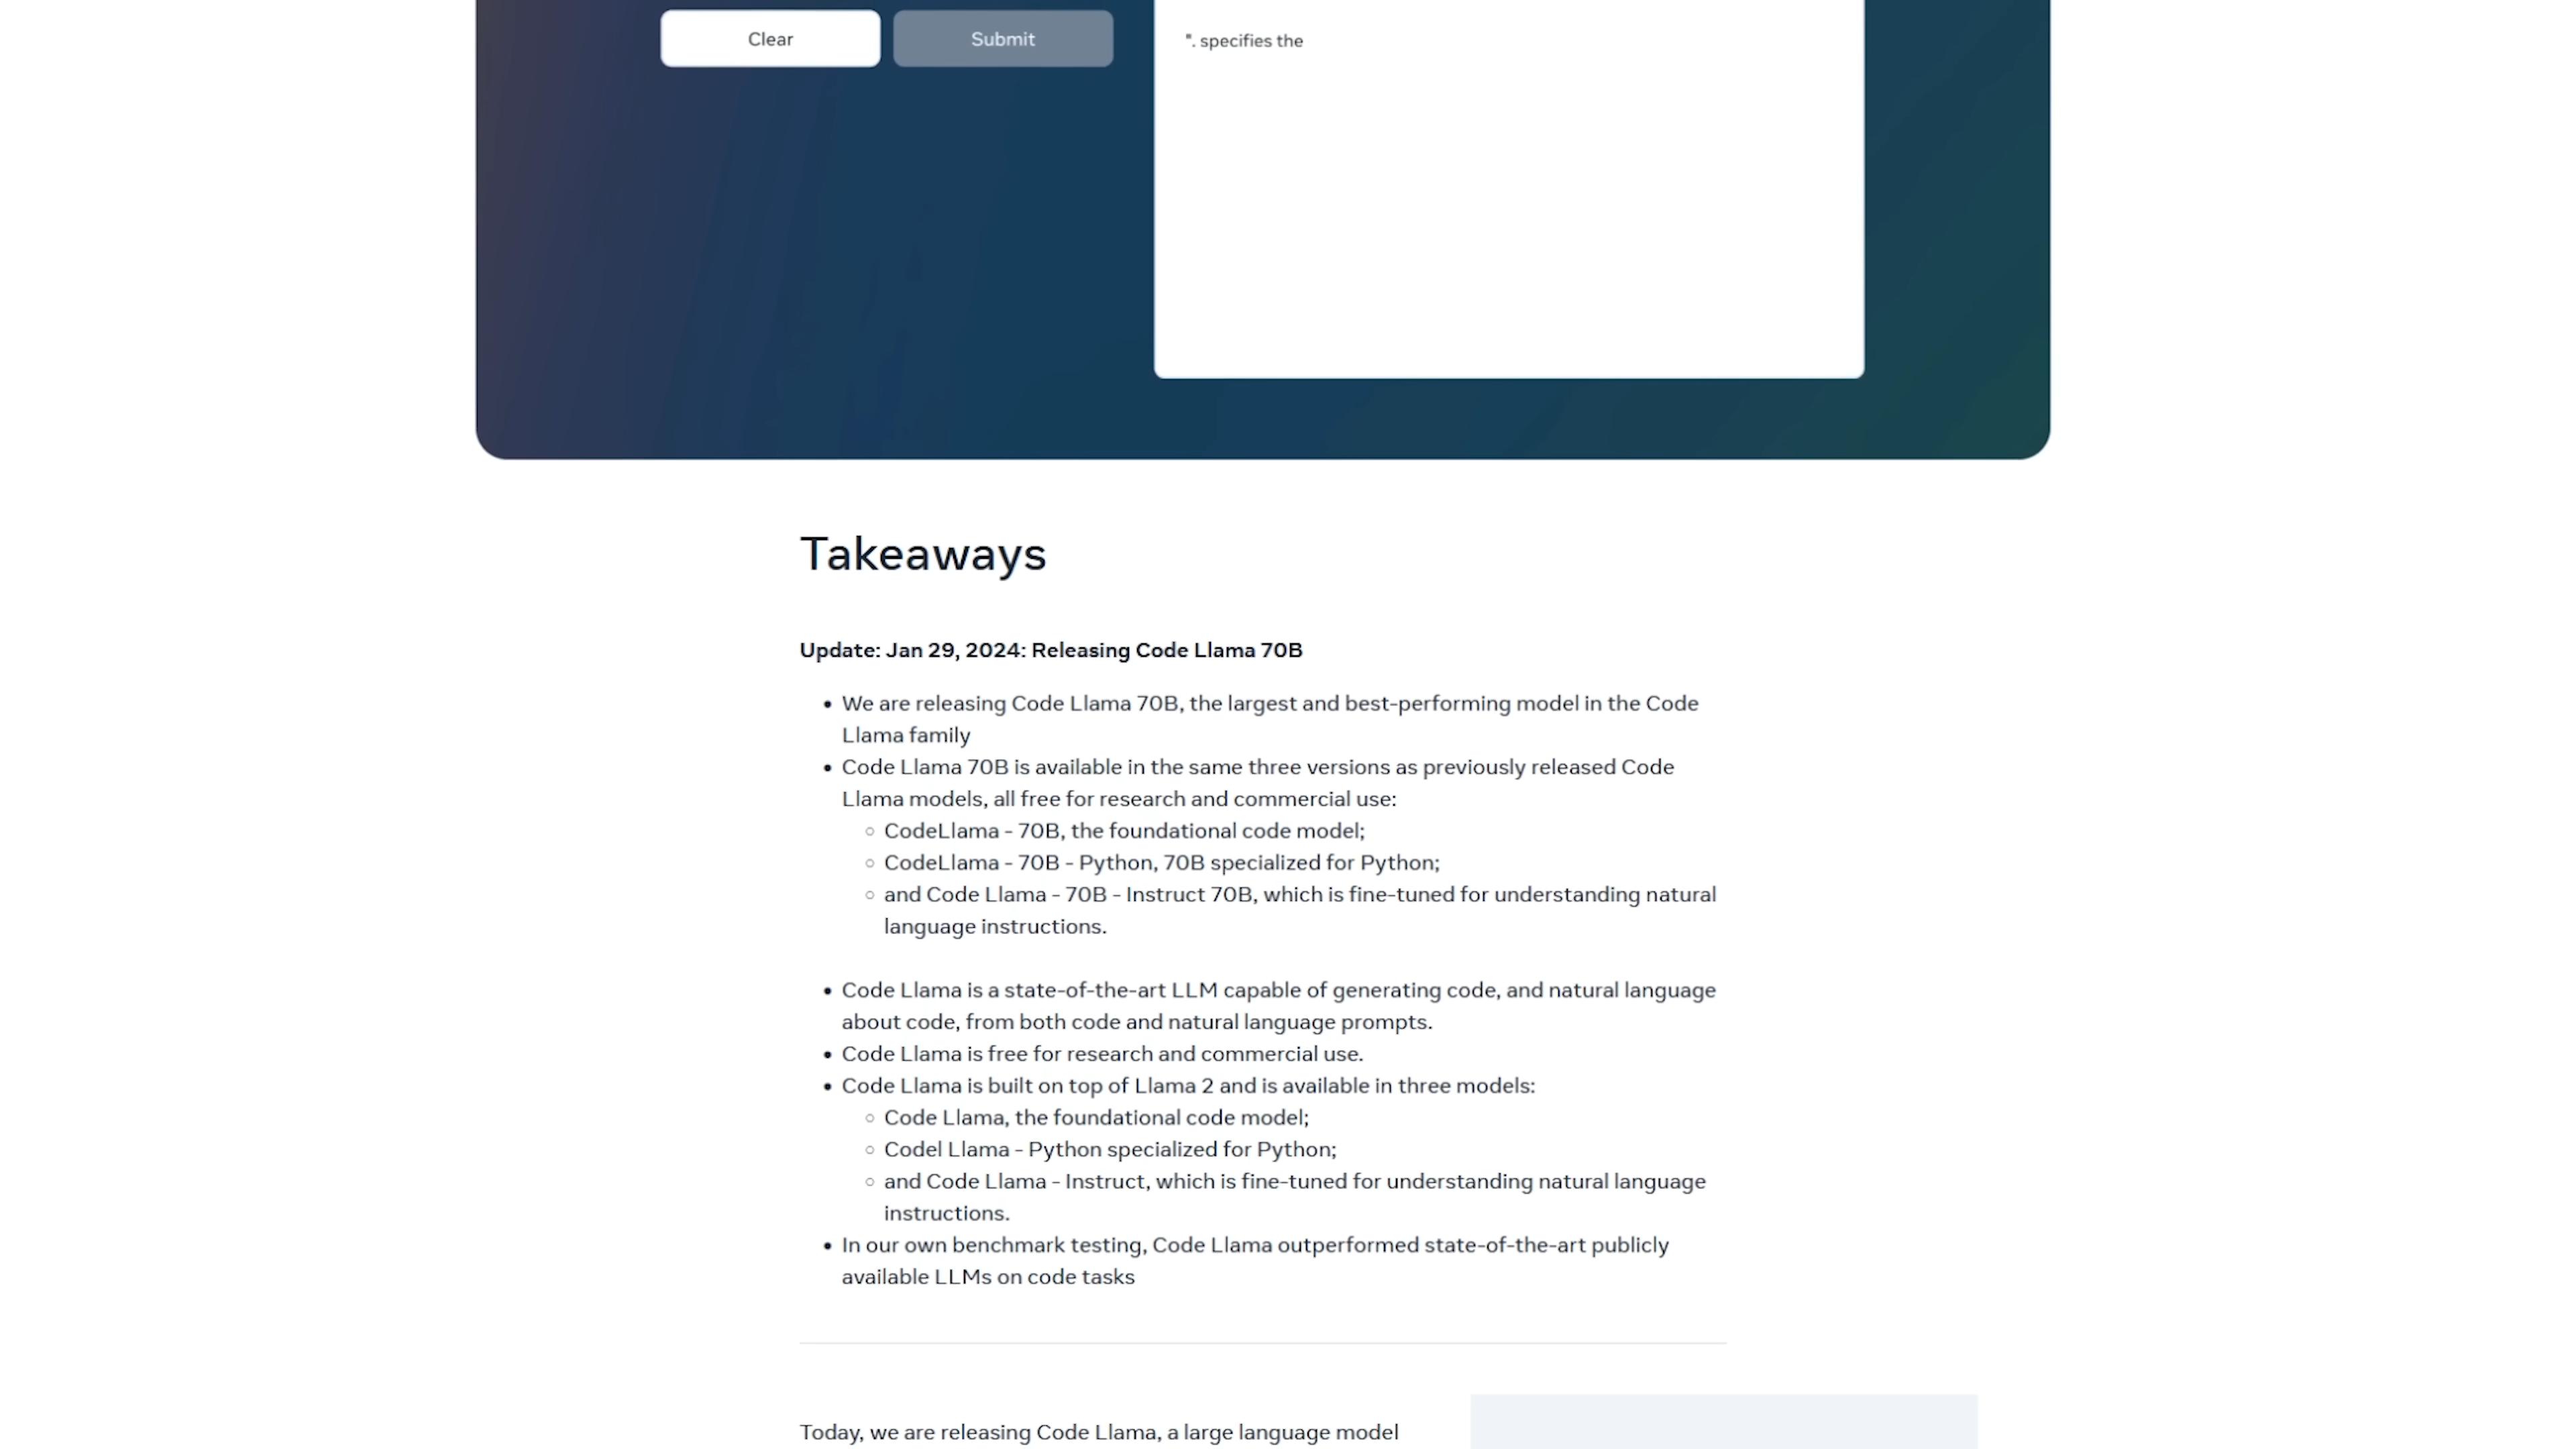 Clear
Submit
". specifies the
Takeaways
Update: Jan 29, 2024: Releasing Code Llama 70B
• We are releasing Code Llama 70B, the largest and best-performing model in the Code
Llama family
• Code Llama 70B is available in the same three versions as previously released Code
Llama models, all free for research and commercial use:
○ CodeLlama - 70B, the foundational code model;
○ CodeLlama - 70B - Python, 70B specialized for Python;
○ and Code Llama - 70B - Instruct 70B, which is fine-tuned for understanding natural
language instructions.
• Code Llama is a state-of-the-art LLM capable of generating code, and natural language
about code, from both code and natural language prompts.
• Code Llama is free for research and commercial use.
• Code Llama is built on top of Llama 2 and is available in three models:
○ Code Llama, the foundational code model;
○ Codel Llama - Python specialized for Python;
○ and Code Llama - Instruct, which is fine-tuned for understanding natural language
instructions.
• In our own benchmark testing, Code Llama outperformed state-of-the-art publicly
available LLMs on code tasks
Today, we are releasing Code Llama, a large language model